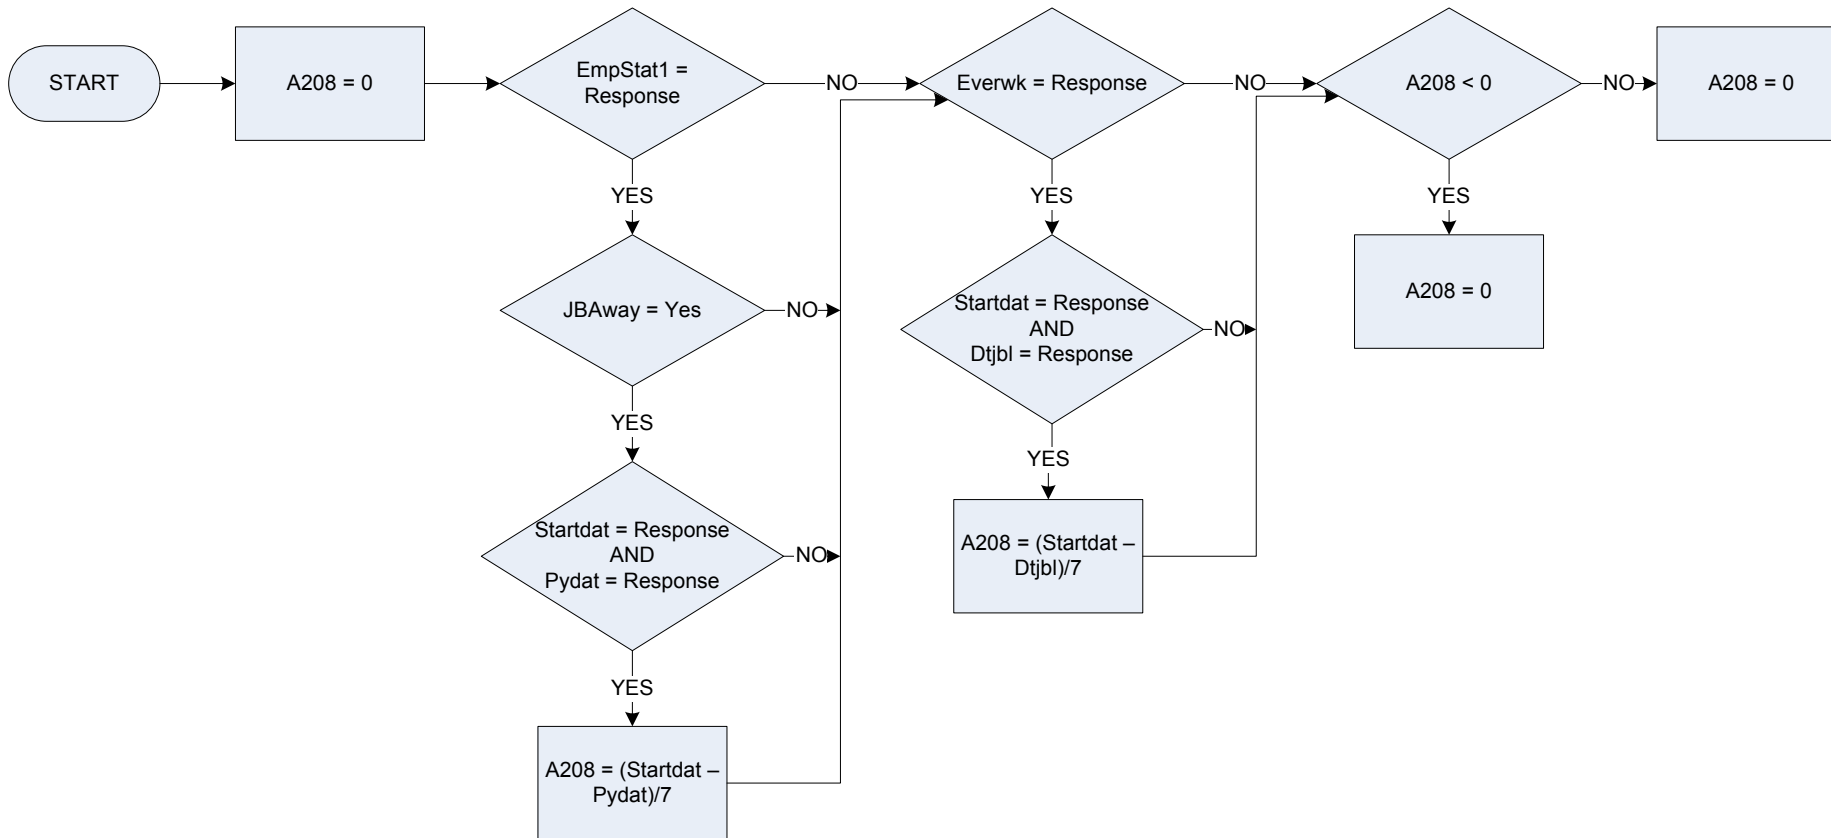 START
A208 = 0
EmpStat1 =
Response
NO
Everwk = Response
NO
A208 < 0
NO
A208 = 0
YES
YES
YES
JBAway = Yes
NO
Startdat = Response
AND
Dtjbl = Response
NO
A208 = 0
YES
YES
Startdat = Response
AND
Pydat = Response
NO
A208 = (Startdat –
Dtjbl)/7
YES
A208 = (Startdat –
Pydat)/7